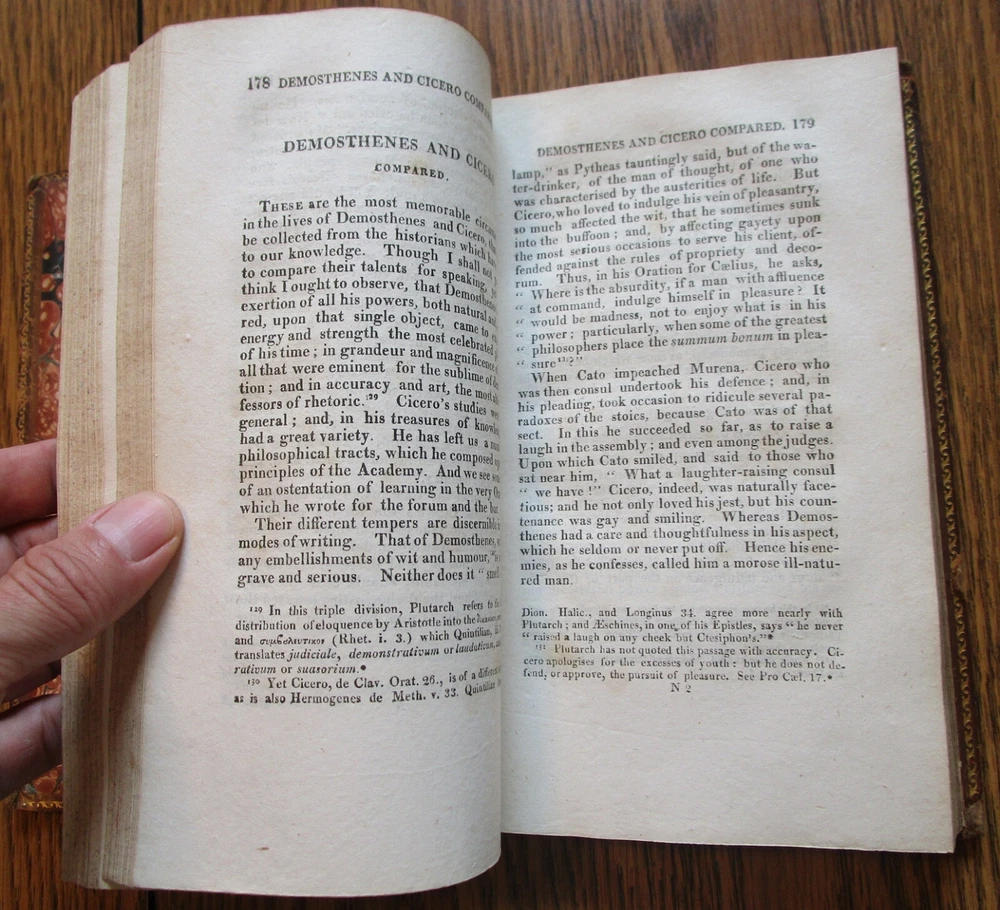 178 DEMOSTHENES AND CICERO
DEMOSTHENES AND
COMPARED.
THESE are the most memorable
in the lives of Demosthenes and Cicero,
be collected from the historians which
to our knowledge. Though I shall not
to compare their talents for speaking,
think I ought to observe, that Demosthenes
exertion of all his powers, both natural
red, upon that single object, came to
energy and strength the most celebrated
of his time; in grandeur and magnificence
all that were eminent for the sublime of
tion; and in accuracy and art, the most
fessors of rhetoric.¹²⁹ Cicero's studies
general; and, in his treasures of
had a great variety. He has left us a
philosophical tracts, which he composed
principles of the Academy. And we see
of an ostentation of learning in the very
which he wrote for the forum and the bar
Their different tempers are discernible
modes of writing. That of Demosthenes,
any embellishments of wit and humour,
grave and serious. Neither does it "
¹²⁹ In this triple division, Plutarch refers to
distribution of eloquence by Aristotle into the
and (Rhet. i. 3.) which Quintilian,
translates judiciale, demonstrativum or laudativum,
rativum or suasorium.*
¹³⁰ Yet Cicero, de Clav. Orat. 26., is of a different
as is also Hermogenes de Meth. v. 33. Quintilian
DEMOSTHENES AND CICERO COMPARED. 179
lamp," as Pytheas tauntingly said, but of the wa-
ter-drinker, of the man of thought, of one who
was characterised by the austerities of life. But
Cicero, who loved to indulge his vein of pleasantry,
so much affected the wit, that he sometimes sunk
into the buffoon; and, by affecting gayety upon
the most serious occasions to serve his client, of-
fended against the rules of propriety and deco-
rum. Thus, in his Oration for Cælius, he asks,
" Where is the absurdity, if a man with affluence
" at command, indulge himself in pleasure? It
" would be madness, not to enjoy what is in his
" power; particularly, when some of the greatest
" philosophers place the summum bonum in plea-
" sure¹³¹?"
When Cato impeached Murena, Cicero who
was then consul undertook his defence; and, in
his pleading, took occasion to ridicule several pa-
radoxes of the stoics, because Cato was of that
sect. In this he succeeded so far, as to raise a
laugh in the assembly; and even among the judges.
Upon which Cato smiled, and said to those who
sat near him, " What a laughter-raising consul
" we have!" Cicero, indeed, was naturally face-
tious; and he not only loved his jest, but his coun-
tenance was gay and smiling. Whereas Demos-
thenes had a care and thoughtfulness in his aspect,
which he seldom or never put off. Hence his ene-
mies, as he confesses, called him a morose ill-natu-
red man.
Dion. Halic., and Longinus 34. agree more nearly with
Plutarch; and Æschines, in one of his Epistles, says " he never
" raised a laugh on any cheek but Ctesiphon's."*
¹³¹ Plutarch has not quoted this passage with accuracy. Ci-
cero apologises for the excesses of youth: but he does not de-
fend, or approve, the pursuit of pleasure. See Pro Cæl. 17.*
N 2